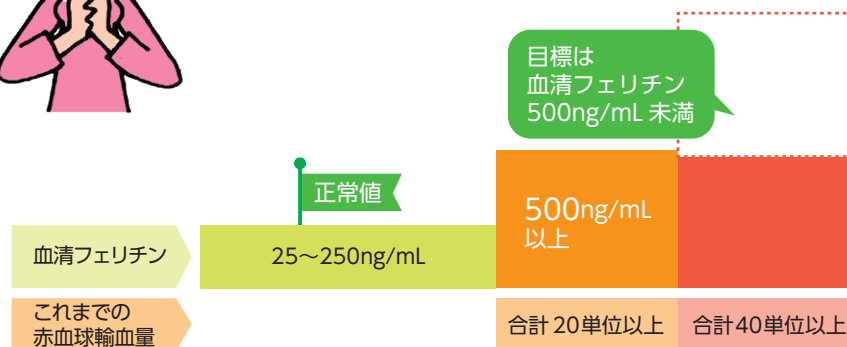 目標は
血清フェリチン
500ng/mL 未満
正常値
500ng/mL
以上
血清フェリチン
25～250ng/mL
これまでの
赤血球輸血量
合計 20単位以上
合計40単位以上